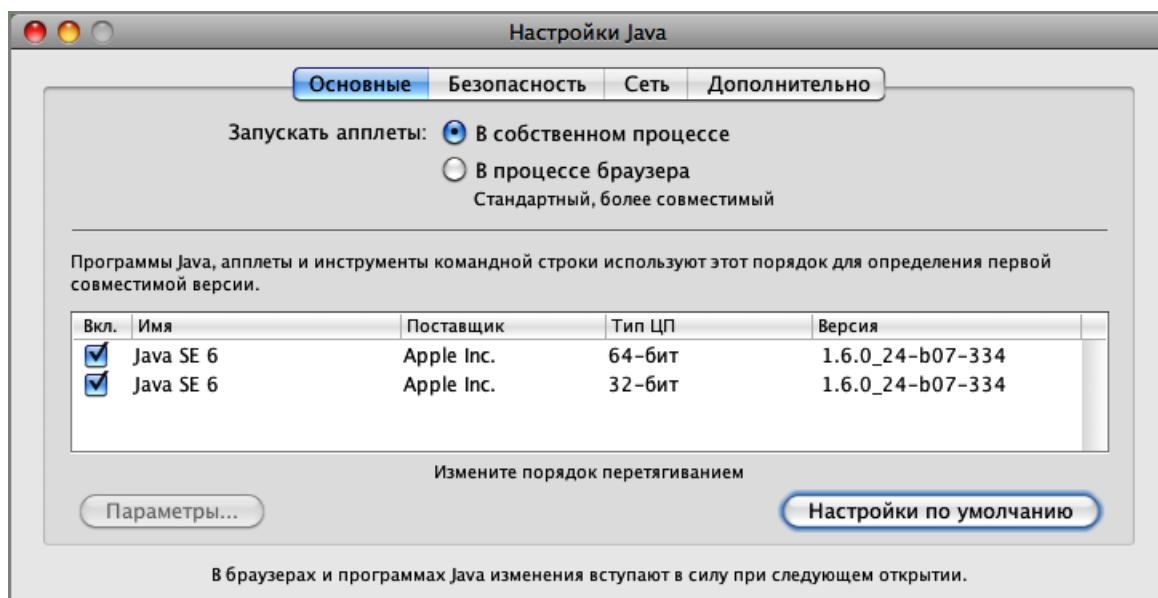 Настройки Java
Основные Безопасность Сеть Дополнительно
Запускать апплеты: В собственном процессе
В процессе браузера
Стандартный, более совместимый
Программы Java, апплеты и инструменты командной строки используют этот порядок для определения первой
совместимой версии.
Вкл. Имя Поставщик Тип ЦП Версия
Java SE 6 Apple Inc. 64-бит 1.6.0_24-b07-334
Java SE 6 Apple Inc. 32-бит 1.6.0_24-b07-334
Измените порядок перетягиванием
Параметры... Настройки по умолчанию
В браузерах и программах Java изменения вступают в силу при следующем открытии.